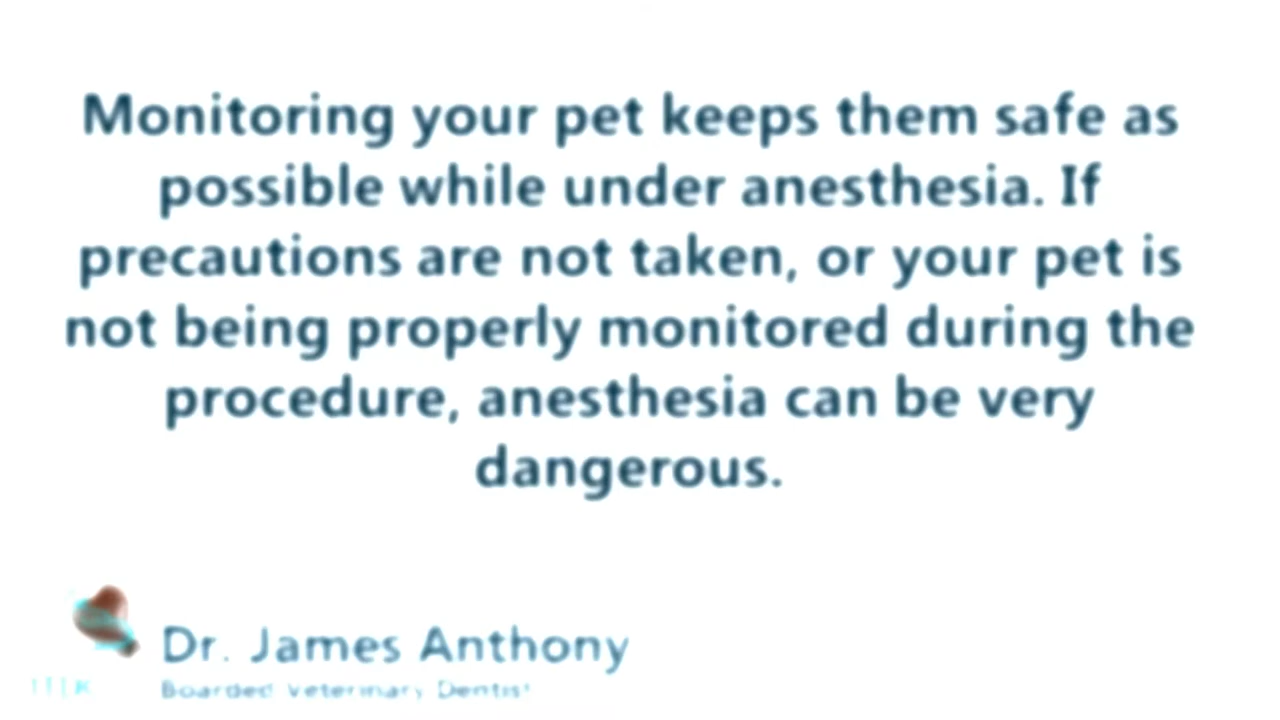 Monitoring your pet keeps them safe as
possible while under anesthesia. If
precautions are not taken, or your pet is
not being properly monitored during the
procedure, anesthesia can be very
dangerous.
Dr. James Anthony
Boarded Veterinary Dentist